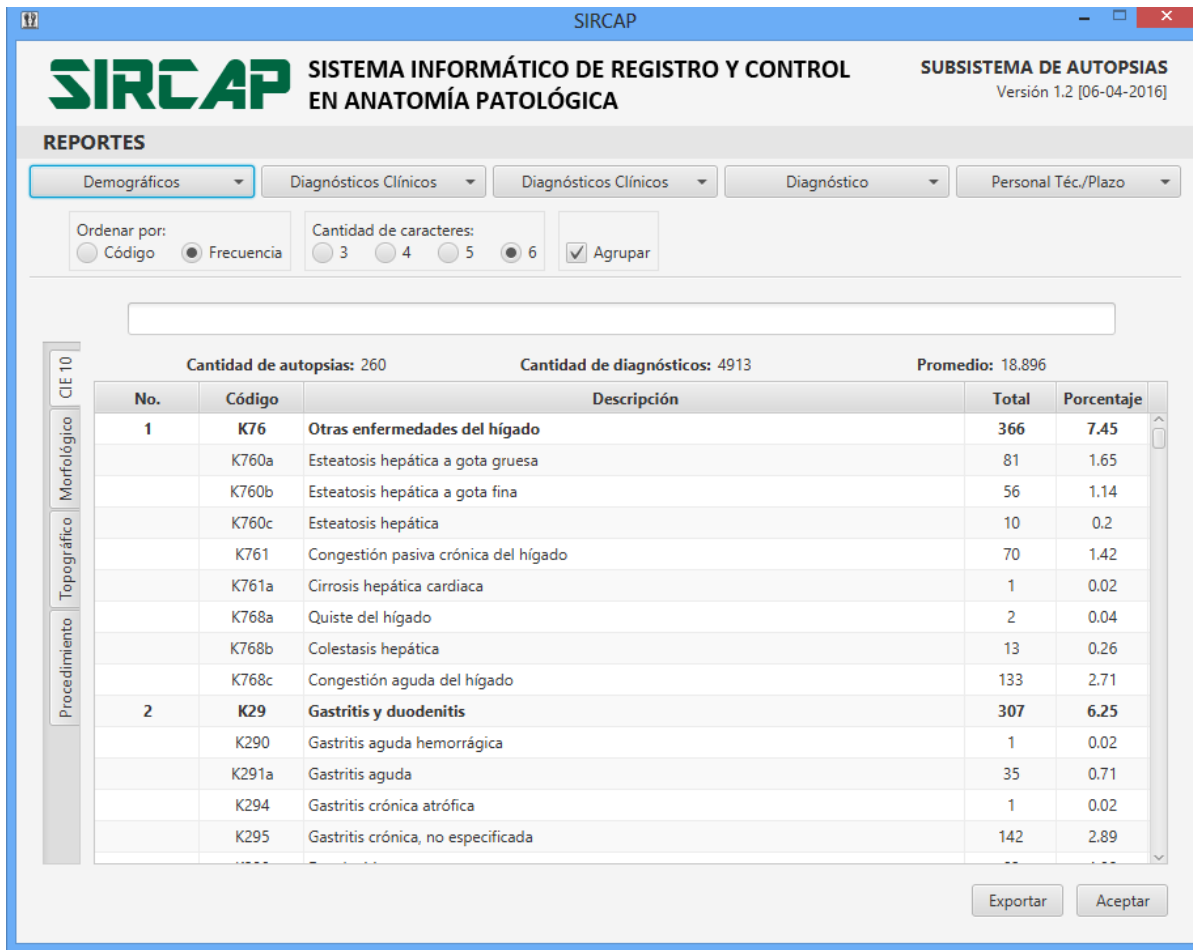 SIRCAP
SIRCAP SISTEMA INFORMÁTICO DE REGISTRO Y CONTROL SUBSISTEMA DE AUTOPSIAS
EN ANATOMÍA PATOLÓGICA Versión 1.2 [06-04-2016]
REPORTES
Demográficos Diagnósticos Clínicos Diagnósticos Clínicos Diagnóstico Personal Téc./Plazo
Ordenar por: Cantidad de caracteres:
Código Frecuencia 3 4 5 6 Agrupar
CIE 10
Morfológico
Topográfico
Procedimiento
Cantidad de autopsias: 260 Cantidad de diagnósticos: 4913 Promedio: 18.896
No. Código Descripción Total Porcentaje
1 K76 Otras enfermedades del hígado 366 7.45
K760a Esteatosis hepática a gota gruesa 81 1.65
K760b Esteatosis hepática a gota fina 56 1.14
K760c Esteatosis hepática 10 0.2
K761 Congestión pasiva crónica del hígado 70 1.42
K761a Cirrosis hepática cardiaca 1 0.02
K768a Quiste del hígado 2 0.04
K768b Colestasis hepática 13 0.26
K768c Congestión aguda del hígado 133 2.71
2 K29 Gastritis y duodenitis 307 6.25
K290 Gastritis aguda hemorrágica 1 0.02
K291a Gastritis aguda 35 0.71
K294 Gastritis crónica atrófica 1 0.02
K295 Gastritis crónica, no especificada 142 2.89
Exportar Aceptar